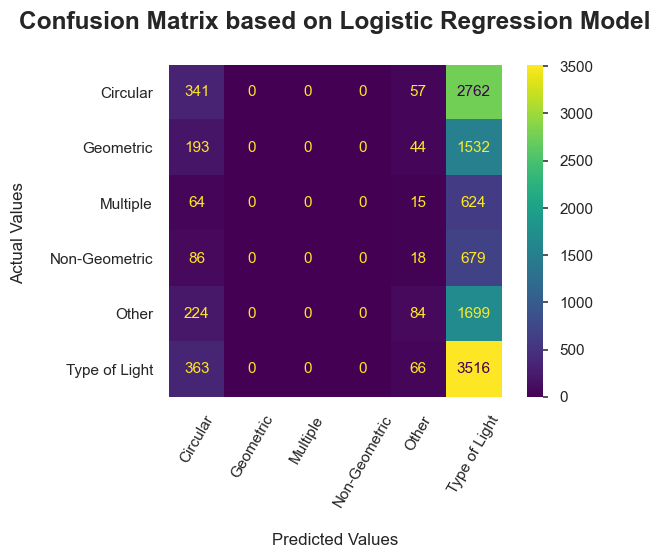 Confusion Matrix based on Logistic Regression Model
Actual Values
Circular 341 0 0 0 57 2762
Geometric 193 0 0 0 44 1532
Multiple 64 0 0 0 15 624
Non-Geometric 86 0 0 0 18 679
Other 224 0 0 0 84 1699
Type of Light 363 0 0 0 66 3516
Circular Geometric Multiple Non-Geometric Other Type of Light
Predicted Values
3500
3000
2500
2000
1500
1000
500
0